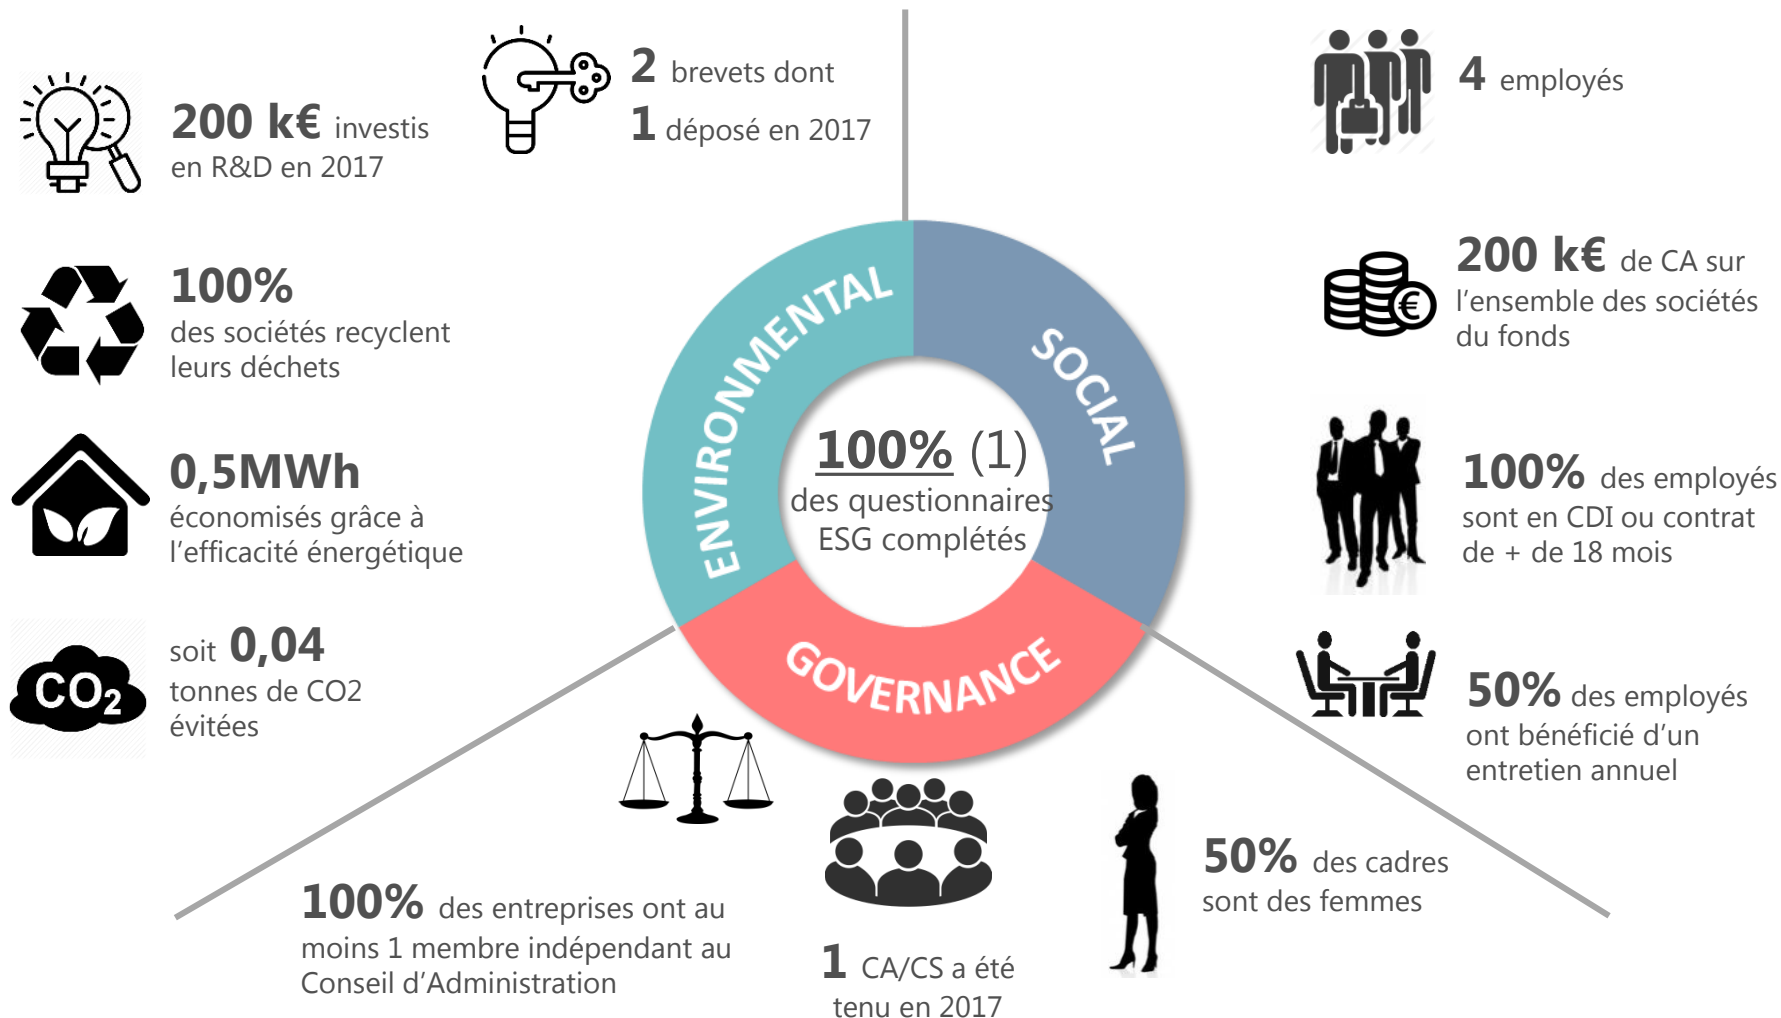 200 k€ investis
en R&D en 2017
2 brevets dont
1 déposé en 2017
100%
des sociétés recyclent
leurs déchets
0,5MWh
économisés grâce à
l'efficacité énergétique
CO2
soit 0,04
tonnes de CO2
évitées
ENVIRONMENTAL
SOCIAL
GOVERNANCE
100% (1)
des questionnaires
ESG complétés
4 employés
€
200 k€ de CA sur
l'ensemble des sociétés
du fonds
100% des employés
sont en CDI ou contrat
de + de 18 mois
50% des employés
ont bénéficié d'un
entretien annuel
100% des entreprises ont au
moins 1 membre indépendant au
Conseil d'Administration
1 CA/CS a été
tenu en 2017
50% des cadres
sont des femmes